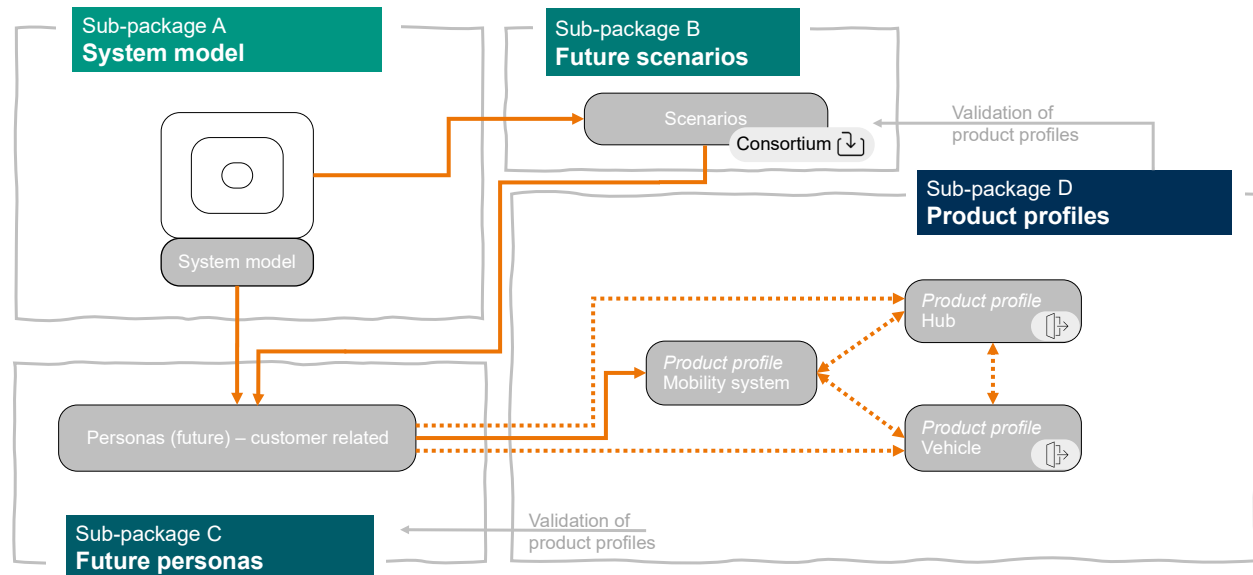 Sub-package A
System model
Sub-package B
Future scenarios
Scenarios
Consortium
Validation of
product profiles
Sub-package D
Product profiles
System model
Product profile
Hub
Product profile
Mobility system
Product profile
Vehicle
Personas (future) – customer related
Validation of
product profiles
Sub-package C
Future personas